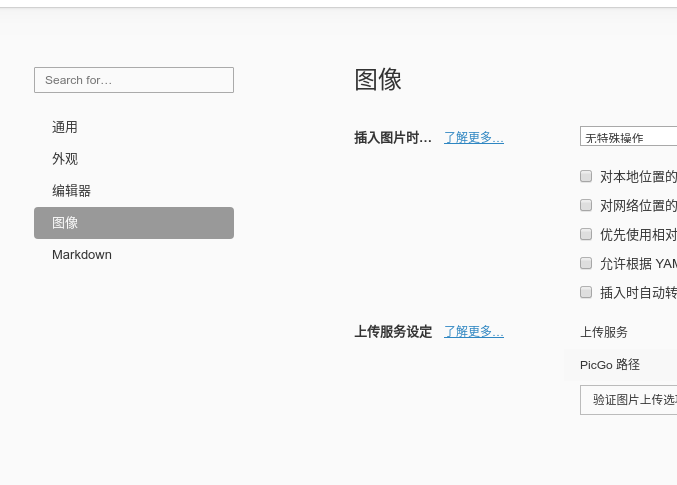 Search for…
通用
外观
编辑器
图像
Markdown
图像
插入图片时… 了解更多… 无特殊操作
对本地位置的
对网络位置的
优先使用相对
允许根据 YAM
插入时自动转
上传服务设定 了解更多… 上传服务
PicGo 路径
验证图片上传选项